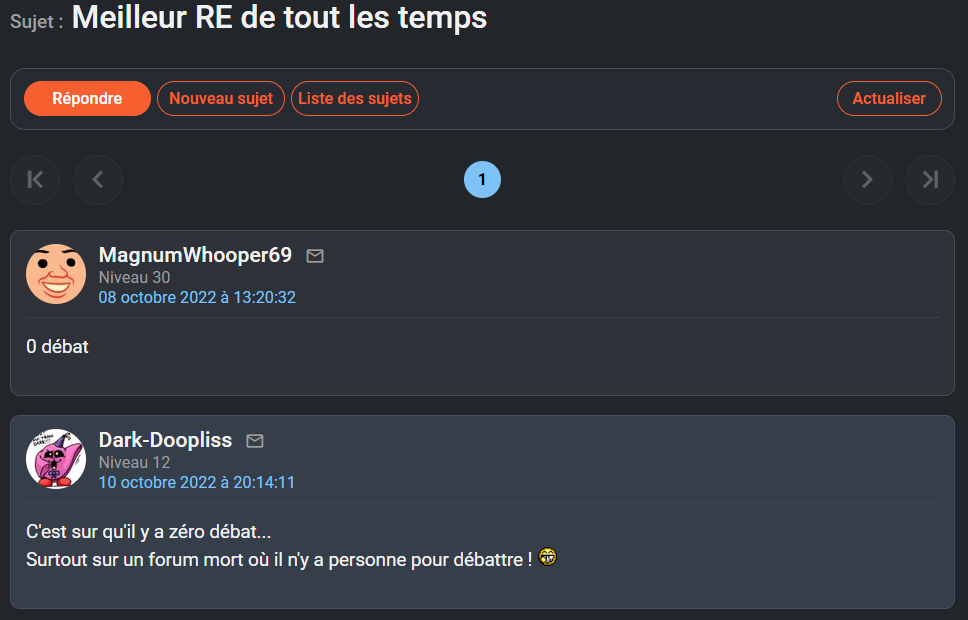 Sujet : Meilleur RE de tout les temps
Répondre Nouveau sujet Liste des sujets Actualiser
1
MagnumWhooper69
Niveau 30
08 octobre 2022 à 13:20:32
0 débat
Dark-Doopliss
Niveau 12
10 octobre 2022 à 20:14:11
C'est sur qu'il y a zéro débat...
Surtout sur un forum mort où il n'y a personne pour débattre !